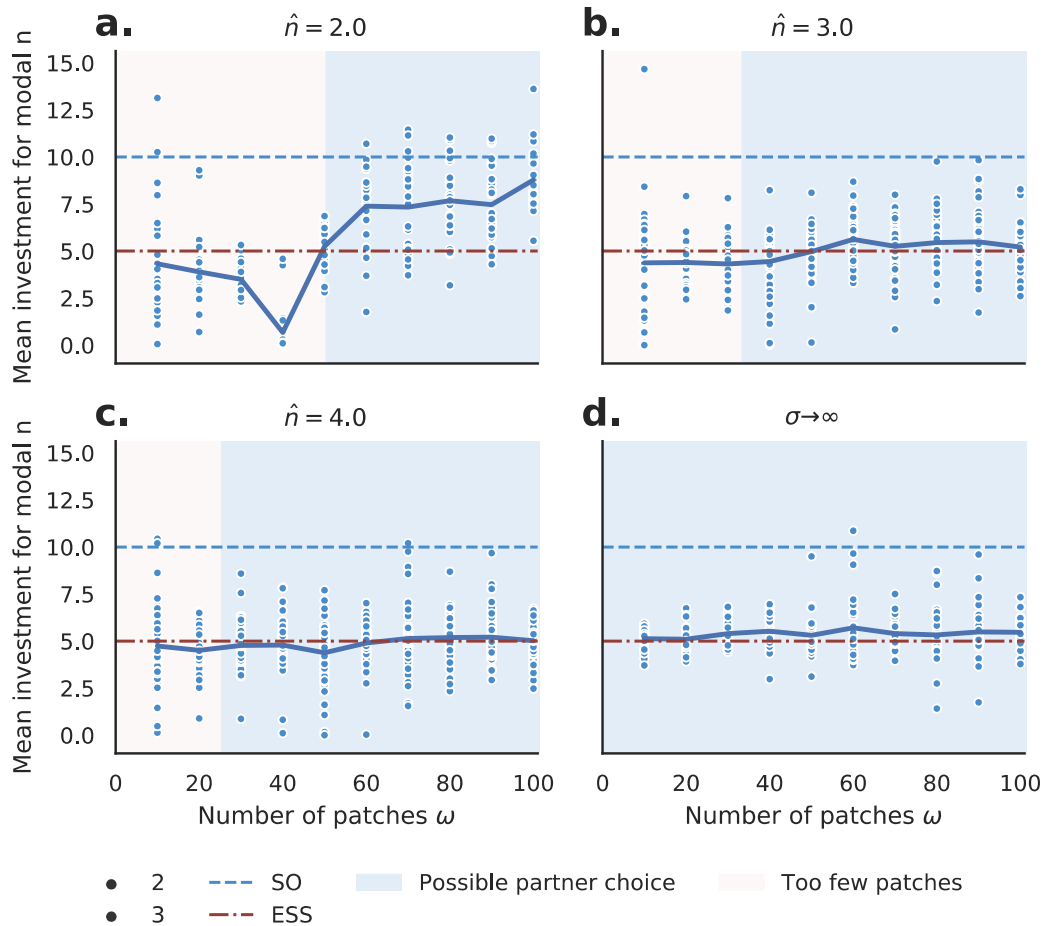 a.
n̂ = 2.0
b.
n̂ = 3.0
Mean investment for modal n
15.0
12.5
10.0
7.5
5.0
2.5
0.0
c.
n̂ = 4.0
d.
σ→∞
Mean investment for modal n
15.0
12.5
10.0
7.5
5.0
2.5
0.0
0 20 40 60 80 100
0 20 40 60 80 100
Number of patches ω
Number of patches ω
2 SO Possible partner choice Too few patches
3 ESS